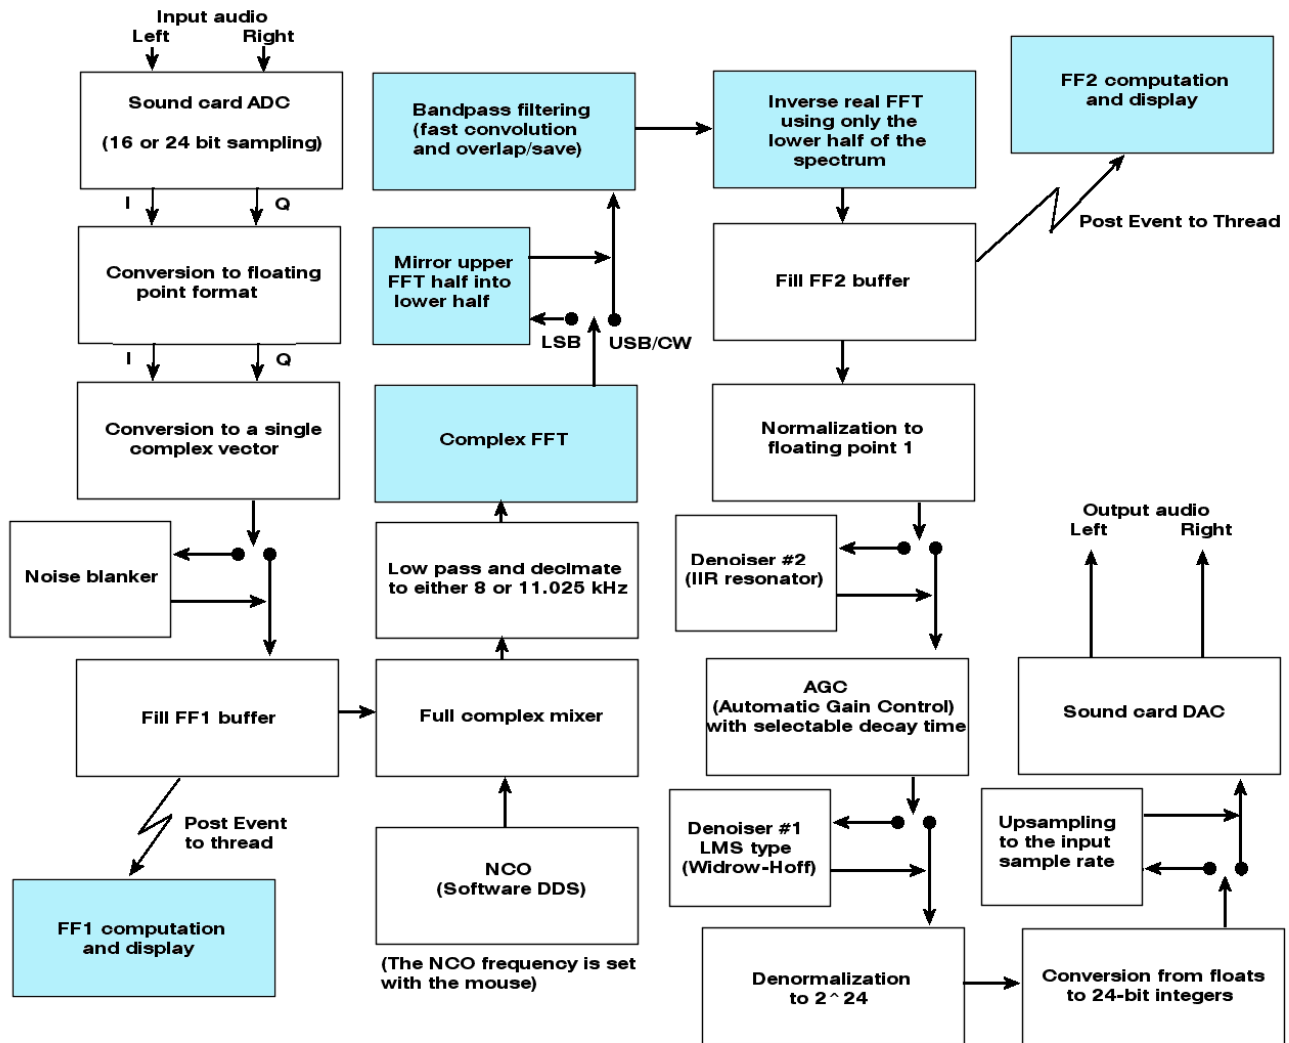 Input audio
Left
Right
Sound card ADC
(16 or 24 bit sampling)
I
Q
Conversion to floating
point format
I
Q
Conversion to a single
complex vector
Noise blanker
Fill FF1 buffer
Post Event
to thread
FF1 computation
and display
Bandpass filtering
(fast convolution
and overlap/save)
Mirror upper
FFT half into
lower half
LSB
USB/CW
Complex FFT
Low pass and decimate
to either 8 or 11.025 kHz
Full complex mixer
NCO
(Software DDS)
(The NCO frequency is set
with the mouse)
Inverse real FFT
using only the
lower half of the
spectrum
Fill FF2 buffer
Post Event to Thread
FF2 computation
and display
Normalization to
floating point 1
Denoiser #2
(IIR resonator)
AGC
(Automatic Gain Control)
with selectable decay time
Denoiser #1
LMS type
(Widrow-Hoff)
Denormalization
to 2^24
Conversion from floats
to 24-bit integers
Upsampling
to the input
sample rate
Sound card DAC
Output audio
Left
Right